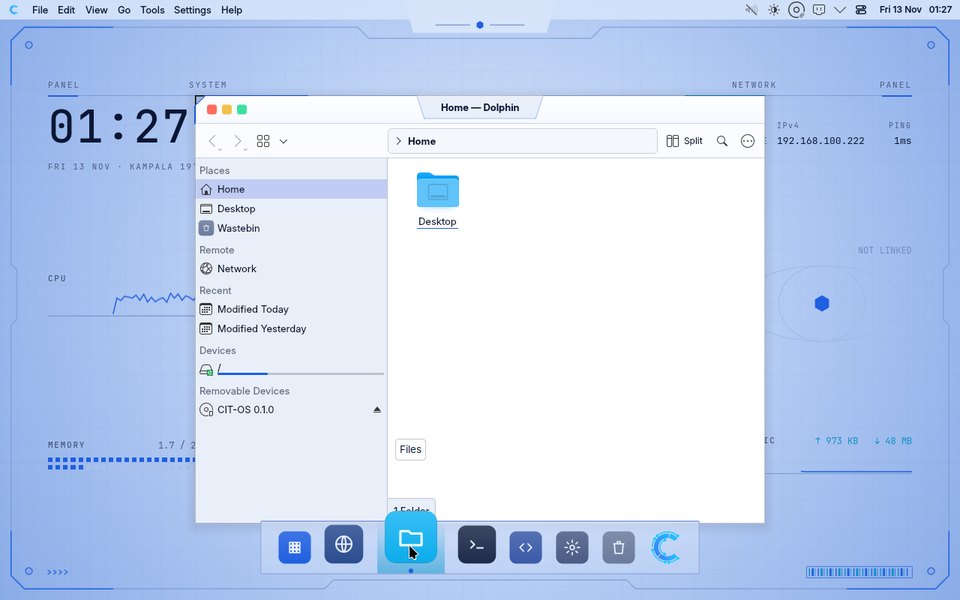 File Edit View Go Tools Settings Help
Fri 13 Nov 01:27
PANEL SYSTEM NETWORK PANEL
Home — Dolphin
01:27
IPv4 PING
192.168.100.222 1ms
FRI 13 NOV · KAMPALA
Home
Split
Places
Home
Desktop
Wastebin
Remote
Network
Recent
Modified Today
Modified Yesterday
Devices
/
Removable Devices
CIT-OS 0.1.0
Desktop
NOT LINKED
CPU
MEMORY 1.7 /
↑ 973 KB ↓ 48 MB
Files
1 Folder
>>>>